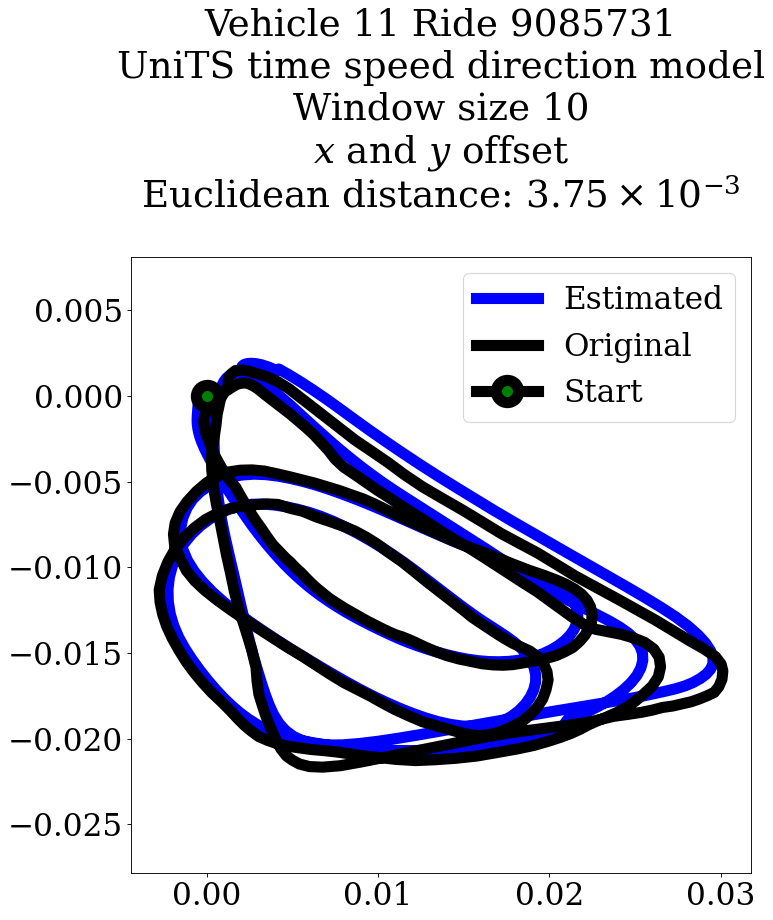 Vehicle 11 Ride 9085731
UniTS time speed direction model
Window size 10
x and y offset
Euclidean distance: 3.75 × 10⁻³
Estimated
Original
Start
0.005
0.000
−0.005
−0.010
−0.015
−0.020
−0.025
0.00 0.01 0.02 0.03